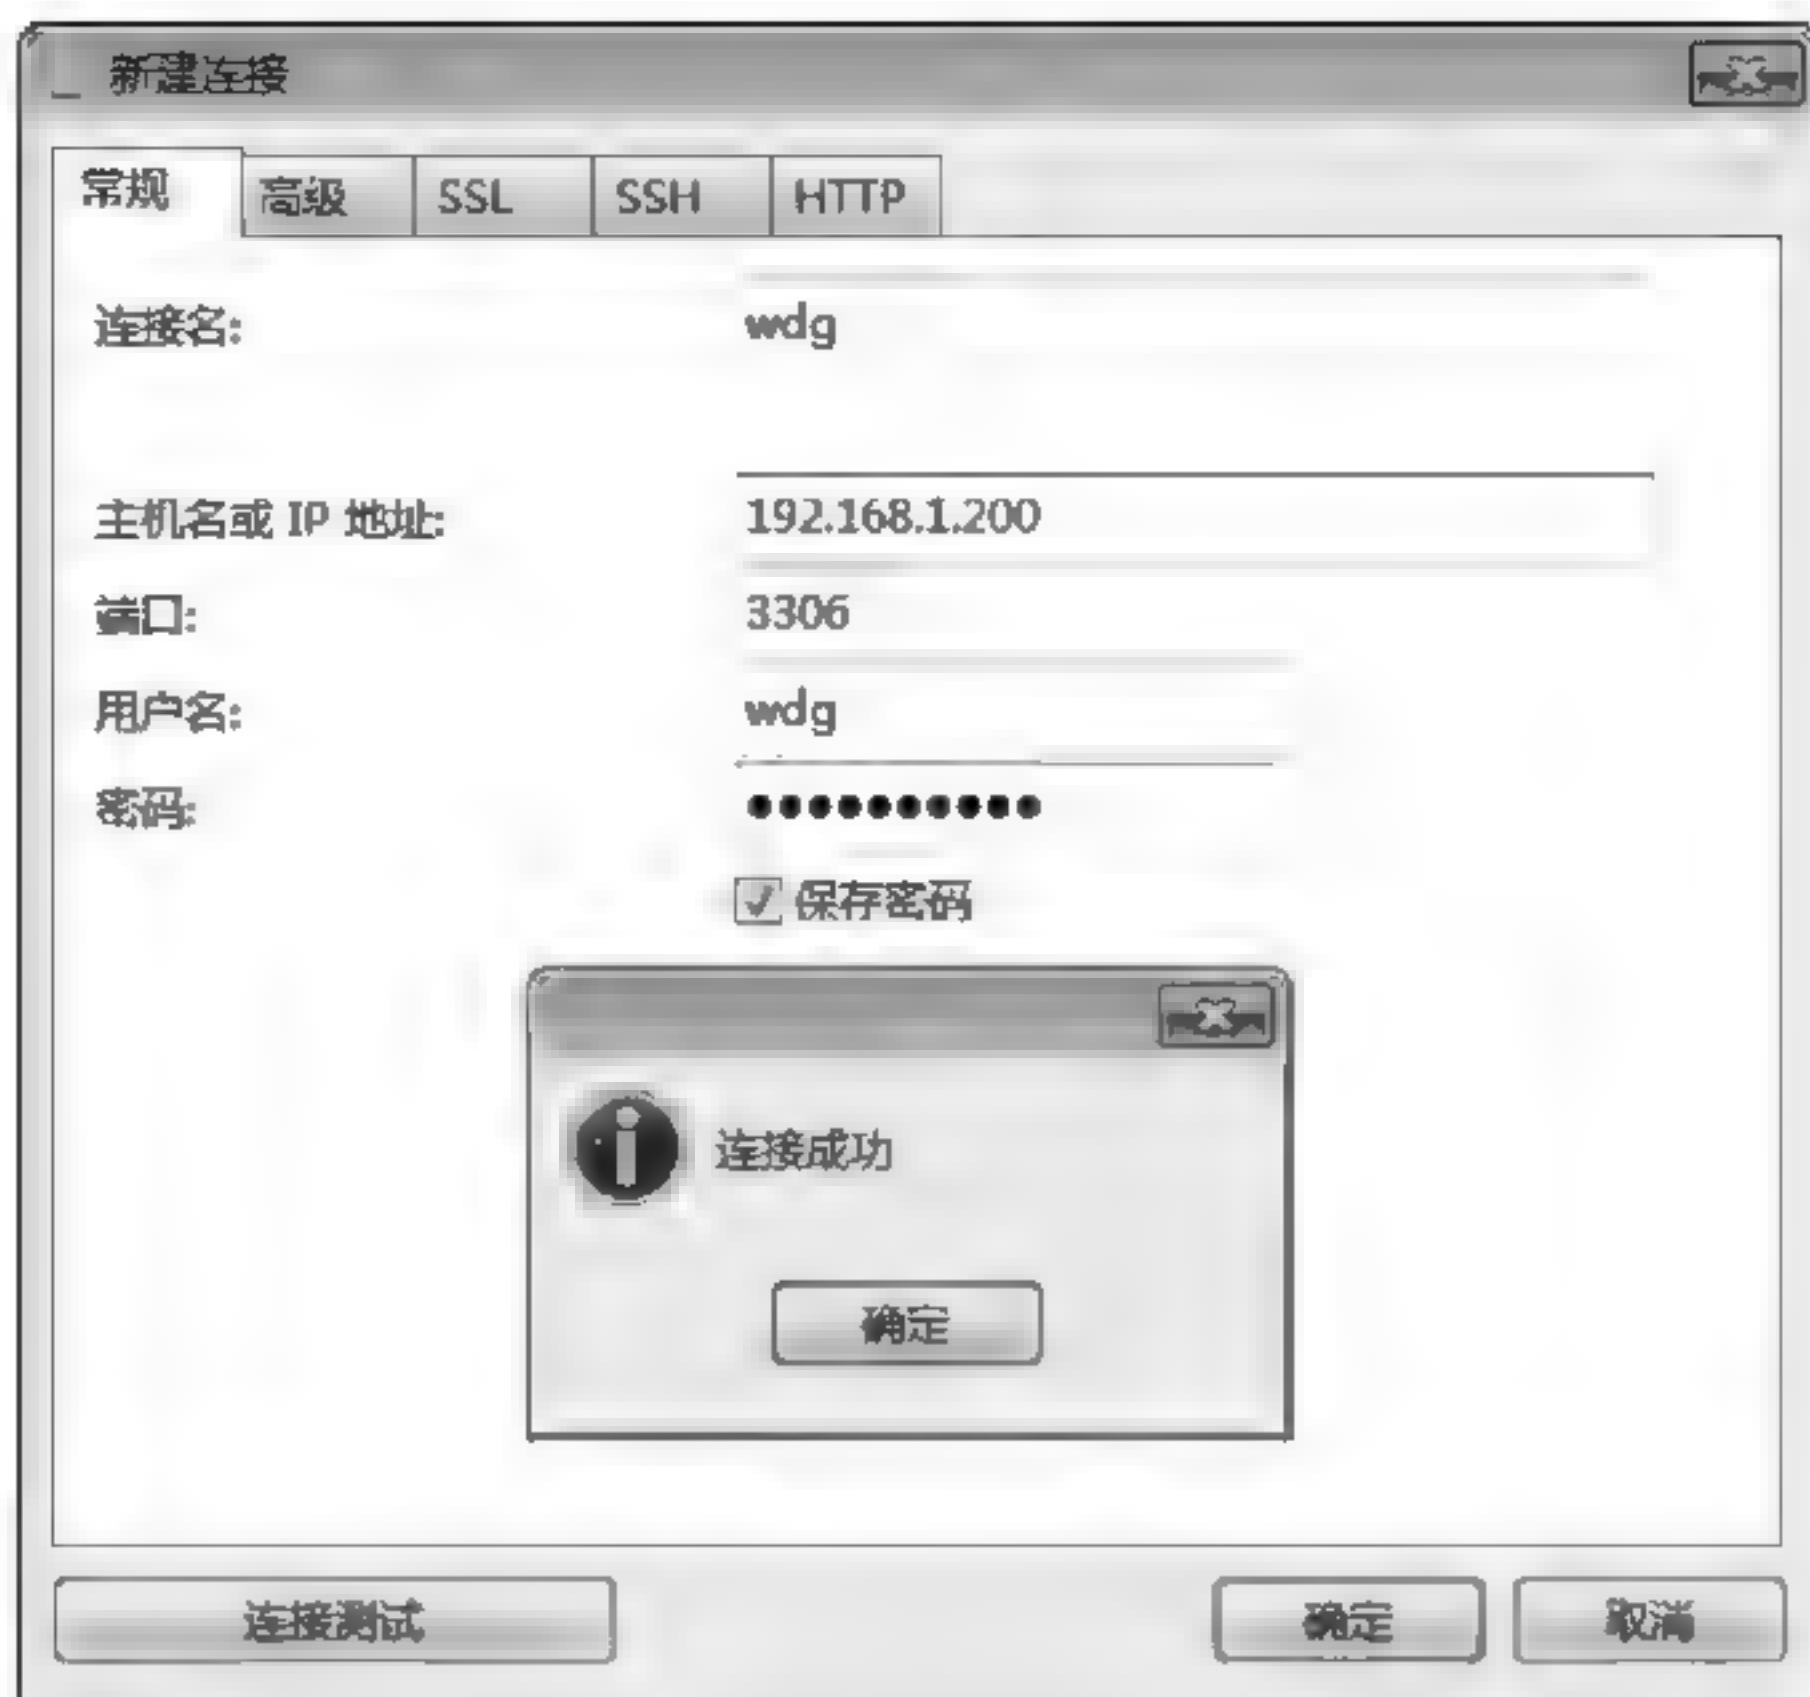 新建连接
常规 高级 SSL SSH HTTP
连接名: wdg
主机名或 IP 地址: 192.168.1.200
端口: 3306
用户名: wdg
密码: ●●●●●●●●●●
保存密码
连接成功
确定
连接测试 确定 取消